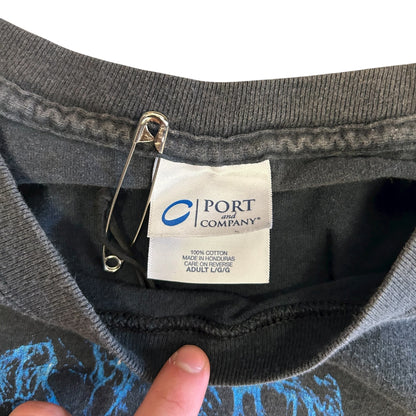 PORT
and
COMPANY®
100% COTTON
MADE IN HONDURAS
CARE ON REVERSE
ADULT L/G/G